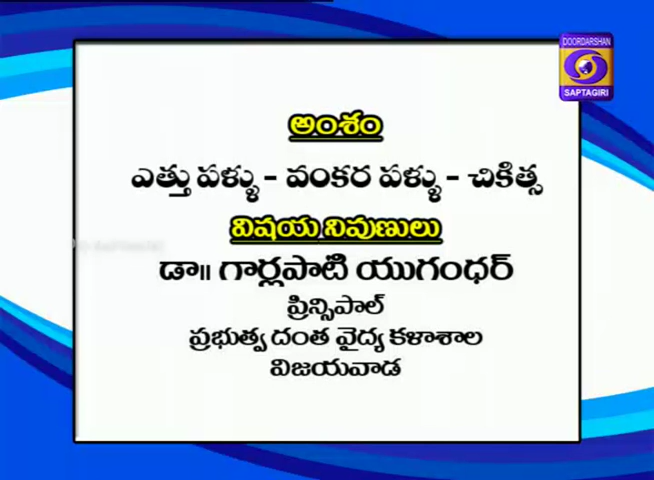 DOORDARSHAN
SAPTAGIRI
అంశం
ఎత్తు పళ్ళు - వంకర పళ్ళు - చికిత్స
విషయ నిపుణులు
డా॥ గార్లపాటి యుగంధర్
ప్రిన్సిపాల్
ప్రభుత్వ దంత వైద్య కళాశాల
విజయవాడ